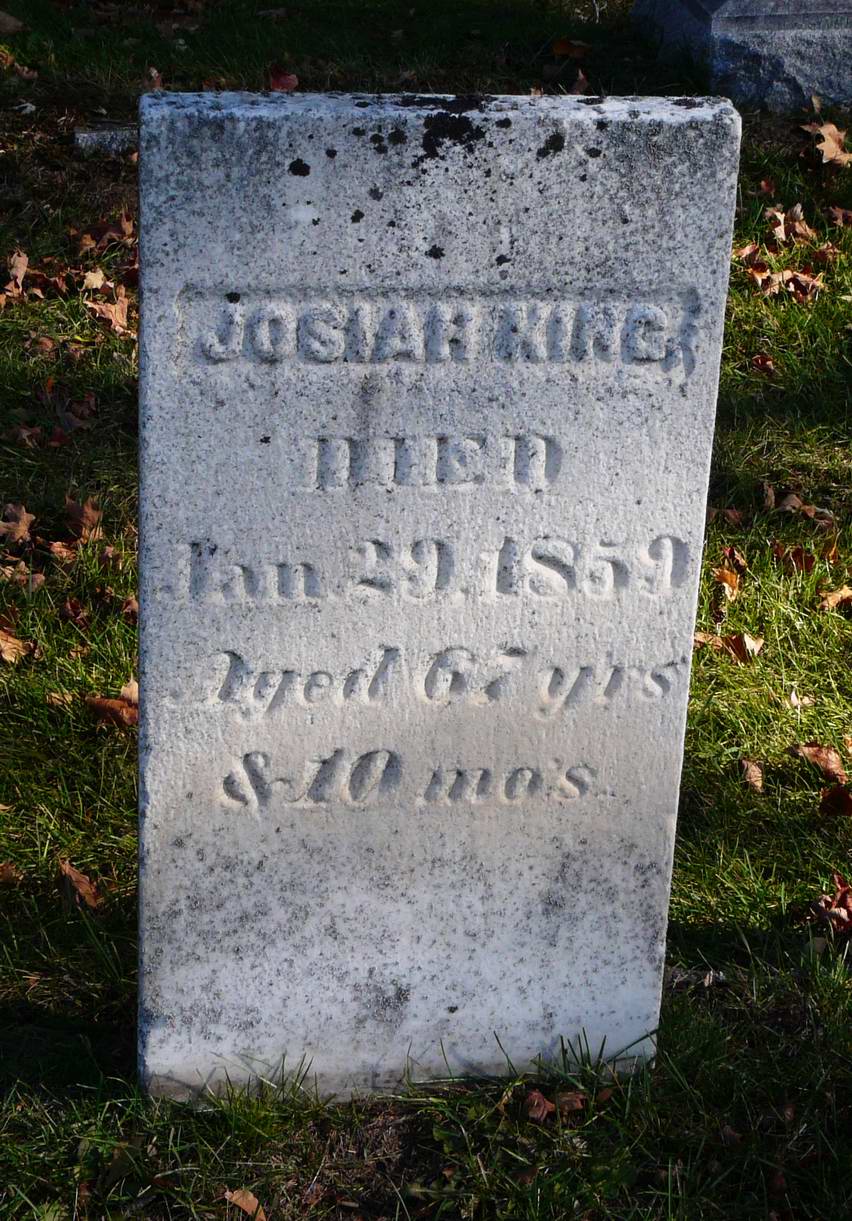 JOSIAH KING
DIED
Jan. 29, 1859
Aged 67 yrs
& 10 mo's.